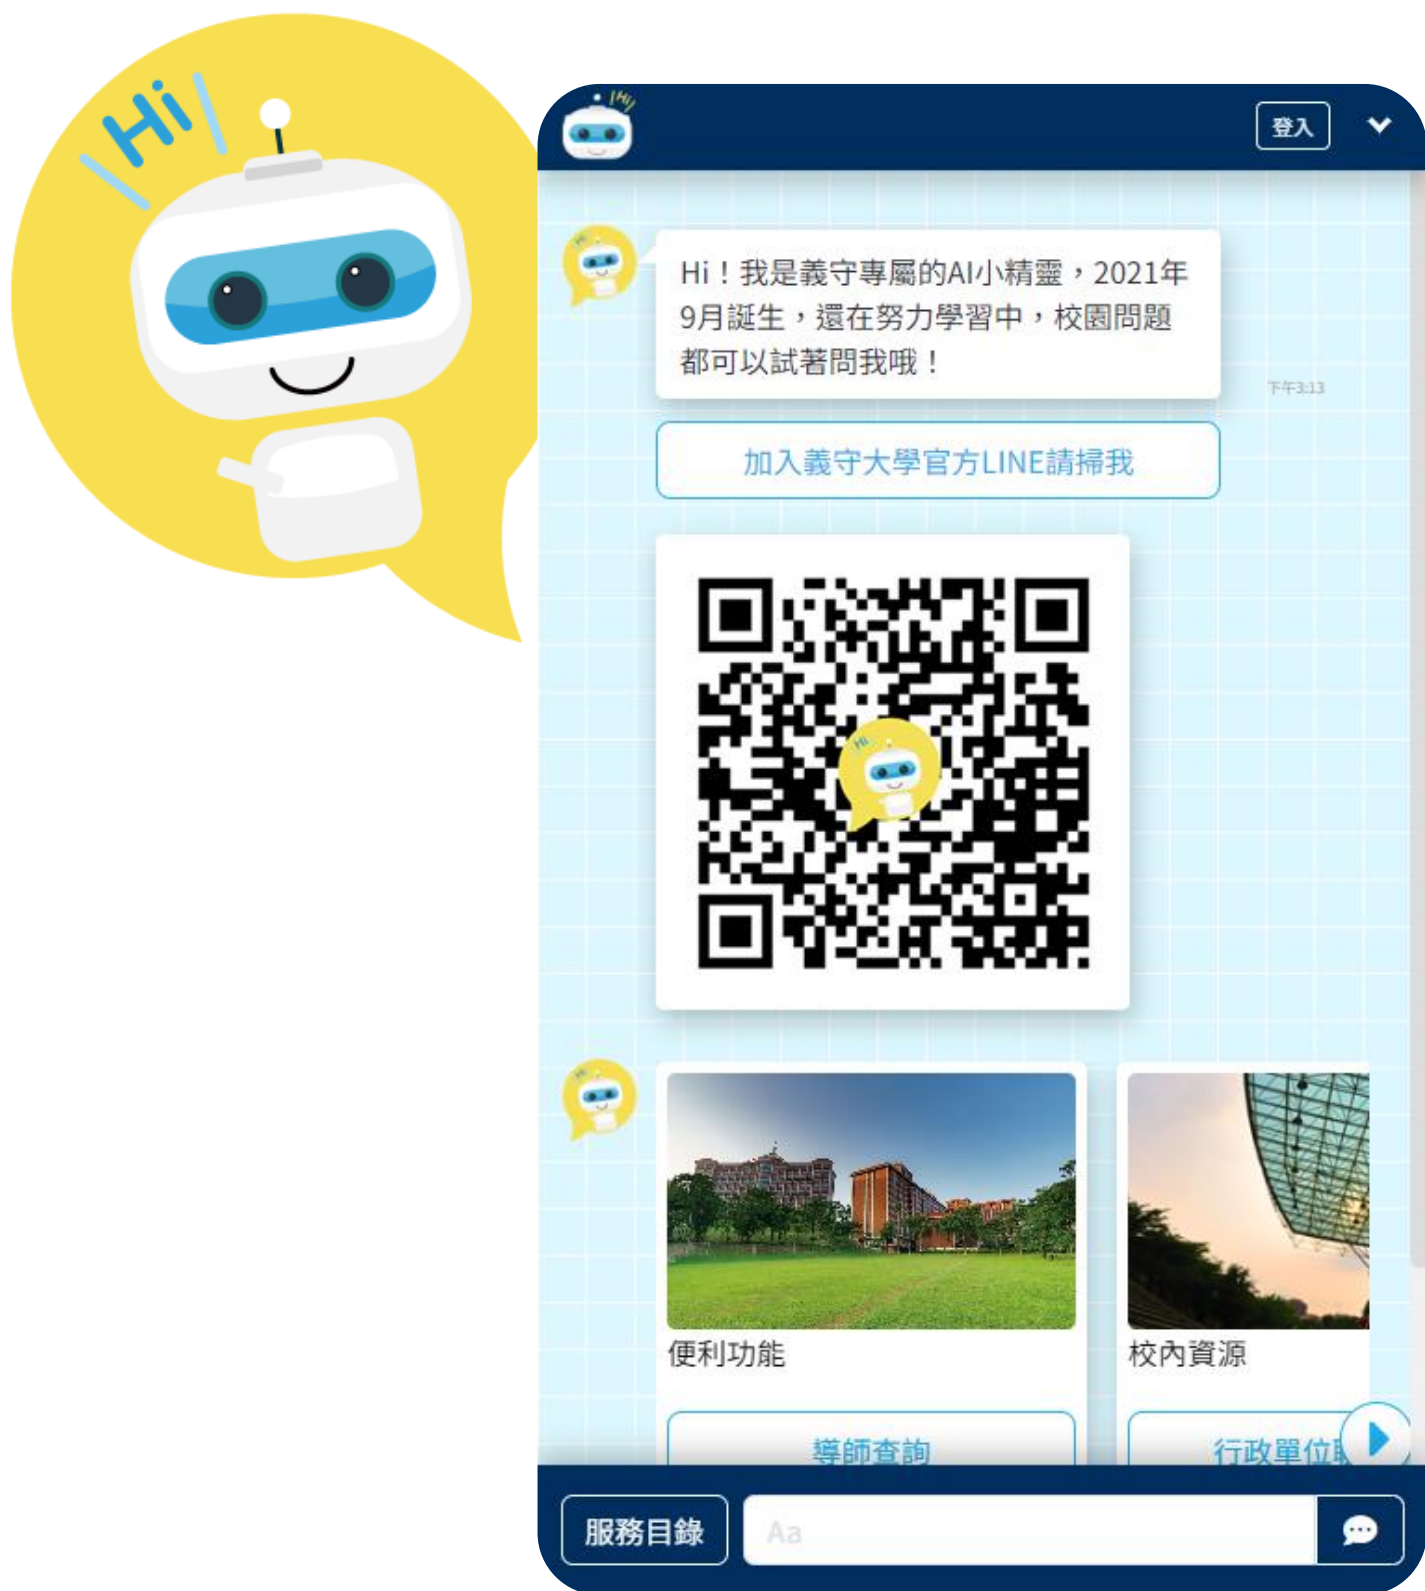 Hi
Hi
登入
Hi！我是義守專屬的AI小精靈，2021年
9月誕生，還在努力學習中，校園問題
都可以試著問我哦！
下午3:13
加入義守大學官方LINE請掃我
Hi
便利功能
校內資源
導師查詢
行政單位
服務目錄
Aa